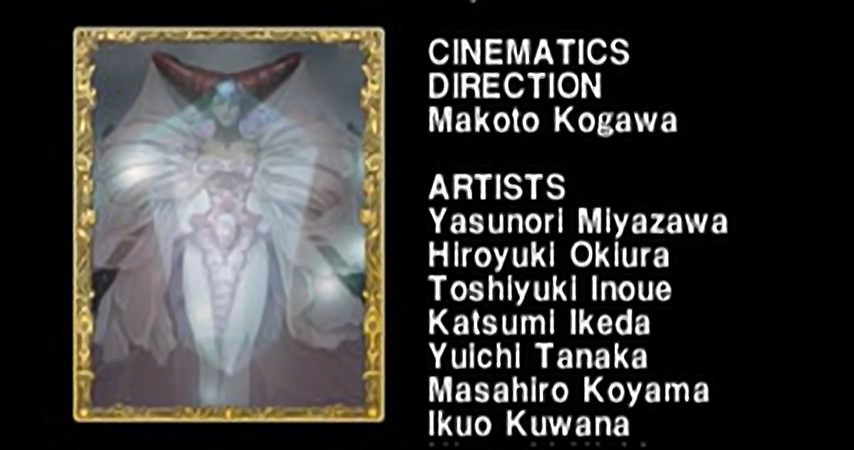 CINEMATICS
DIRECTION
Makoto Kogawa
ARTISTS
Yasunori Miyazawa
Hiroyuki Okiura
Toshiyuki Inoue
Katsumi Ikeda
Yuichi Tanaka
Masahiro Koyama
Ikuo Kuwana